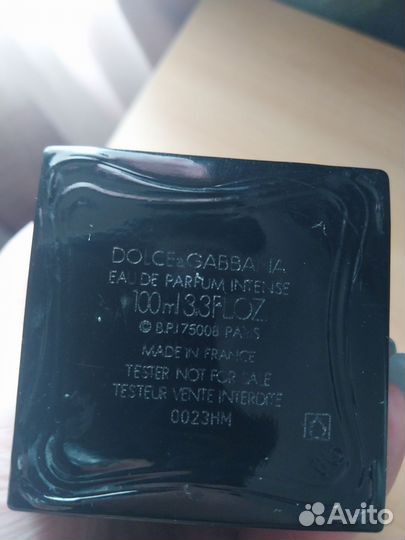 DOLCE&GABBANA
EAU DE PARFUM INTENSE
100ml 3.3FL.OZ.
© B.P.I 75008 PARIS
MADE IN FRANCE
TESTER NOT FOR SALE
TESTEUR VENTE INTERDITE
0023HM
Avito